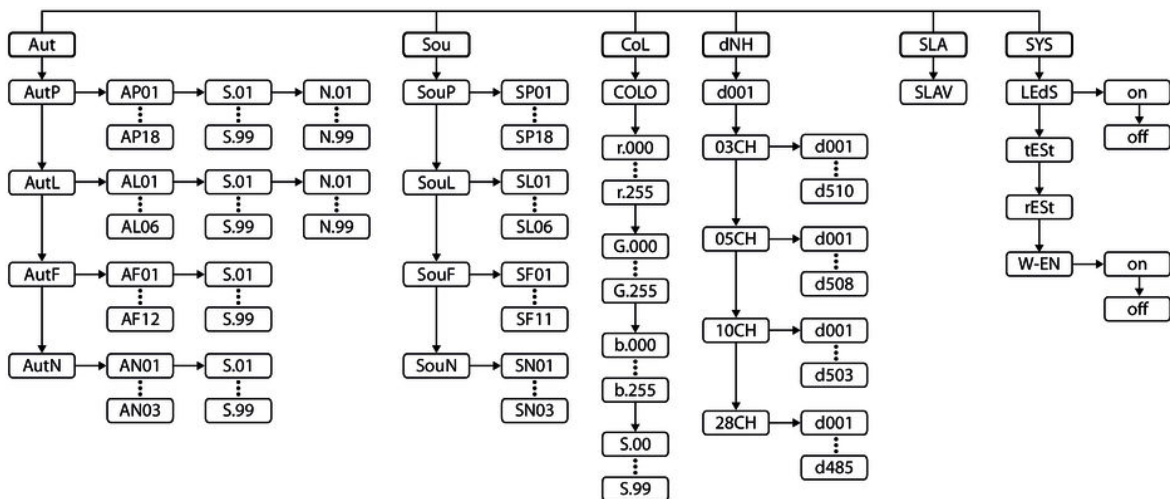 Aut Sou CoL dNH SLA SYS
AutP AP01 S.01 N.01 SouP SP01 COLO d001 SLAV LEdS on
AP18 S.99 N.99 SP18 off
r.000 03CH d001 tESt
AutL AL01 S.01 N.01 SouL SL01 r.255 d510
AL06 S.99 N.99 SL06 rESt
G.000 05CH d001
AutF AF01 S.01 SouF SF01 G.255 d508 W-EN on
AF12 S.99 SF11 off
b.000 10CH d001
AutN AN01 S.01 SouN SN01 b.255 d503
AN03 S.99 SN03
S.00 28CH d001
S.99 d485